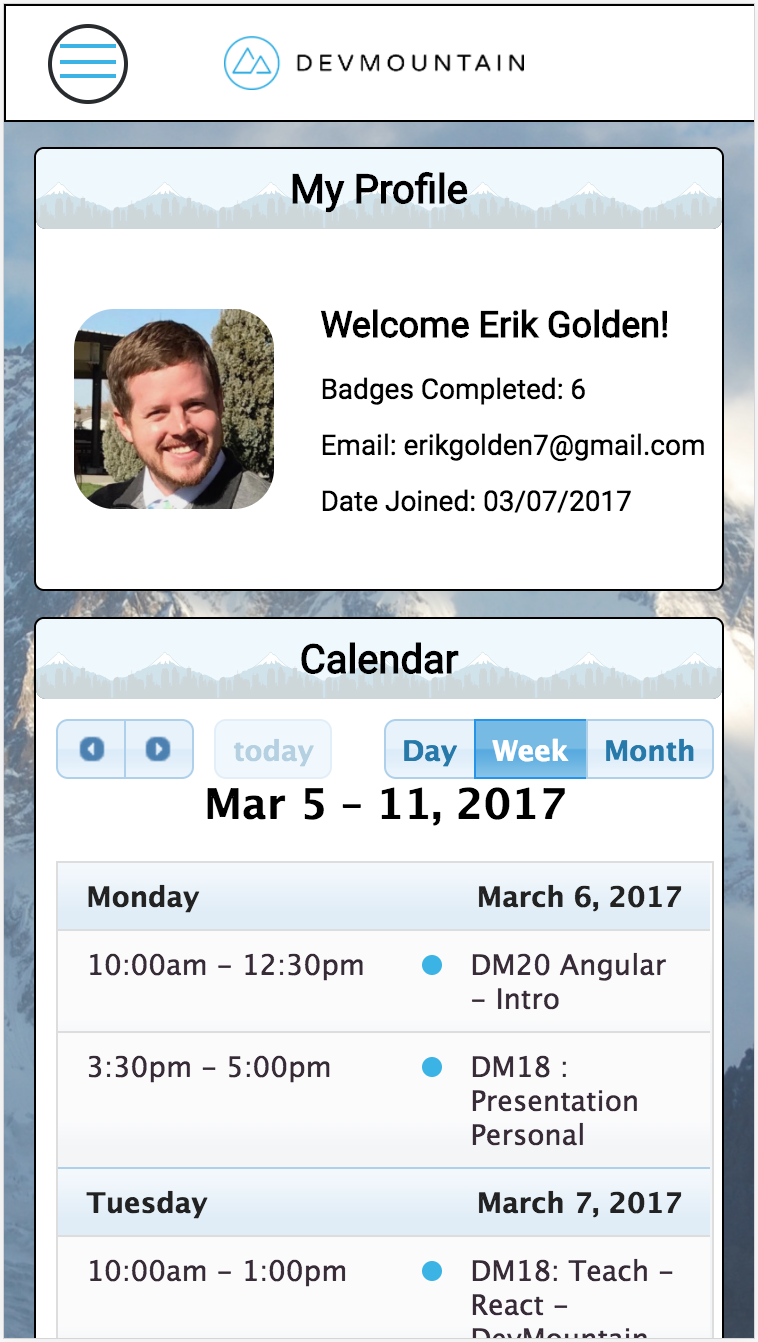 DEVMOUNTAIN
My Profile
Welcome Erik Golden!
Badges Completed: 6
Email: erikgolden7@gmail.com
Date Joined: 03/07/2017
Calendar
today
Day Week Month
Mar 5 – 11, 2017
Monday March 6, 2017
10:00am – 12:30pm DM20 Angular
– Intro
3:30pm – 5:00pm DM18 :
Presentation
Personal
Tuesday March 7, 2017
10:00am – 1:00pm DM18: Teach –
React –
DevMountain